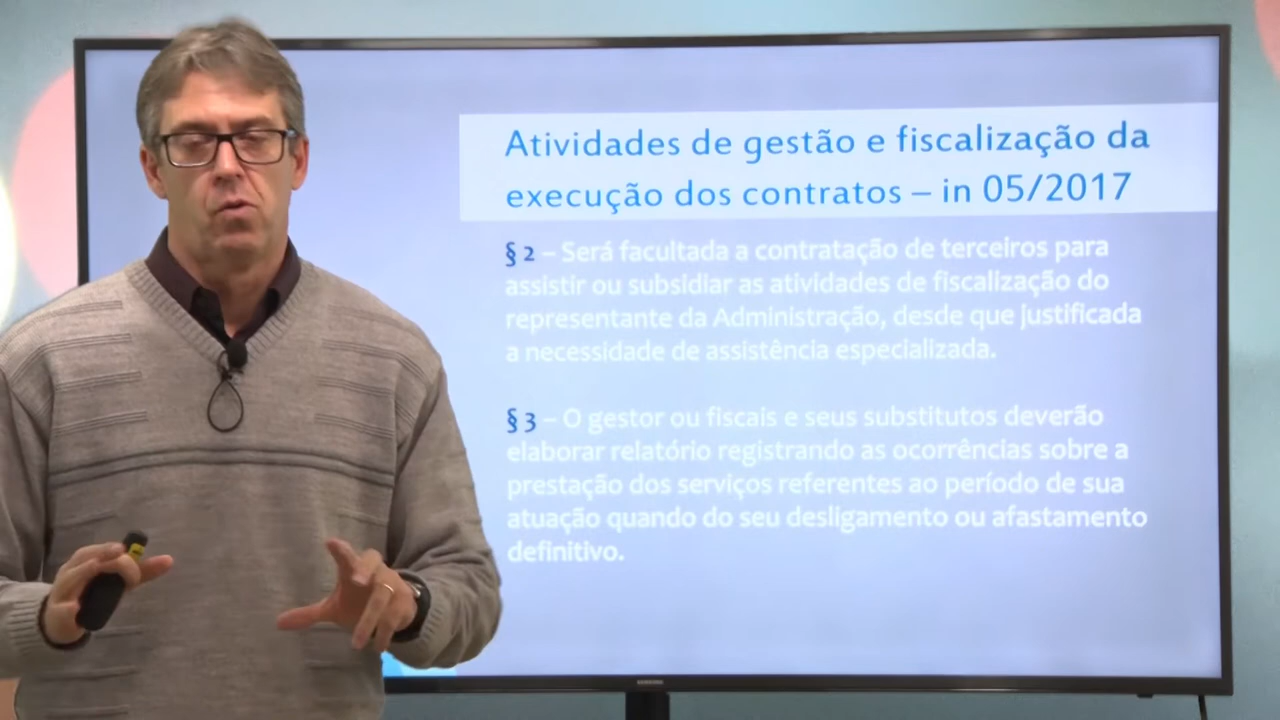 Atividades de gestão e fiscalização da
execução dos contratos – in 05/2017
§ 2 – Será facultada a contratação de terceiros para
assistir ou subsidiar as atividades de fiscalização do
representante da Administração, desde que justificada
a necessidade de assistência especializada.
§ 3 – O gestor ou fiscais e seus substitutos deverão
elaborar relatório registrando as ocorrências sobre a
prestação dos serviços referentes ao período de sua
atuação quando do seu desligamento ou afastamento
definitivo.
SAMSUNG